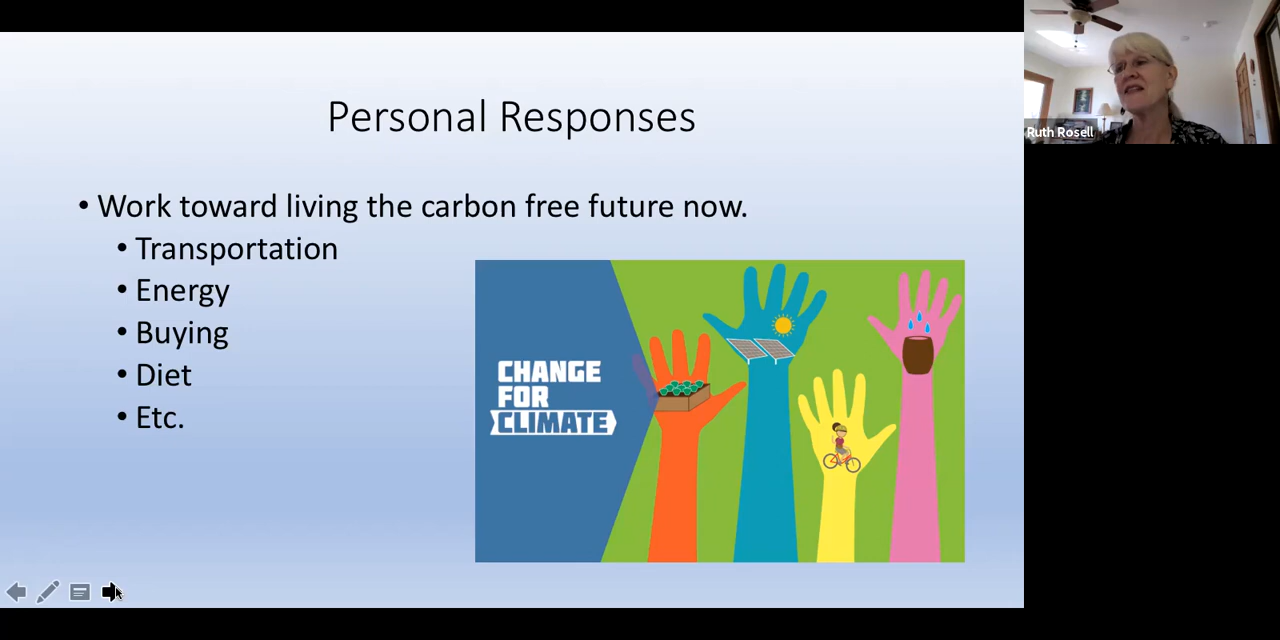 Personal Responses
• Work toward living the carbon free future now.
• Transportation
• Energy
• Buying
• Diet
• Etc.
CHANGE
FOR
CLIMATE
Ruth Rosell